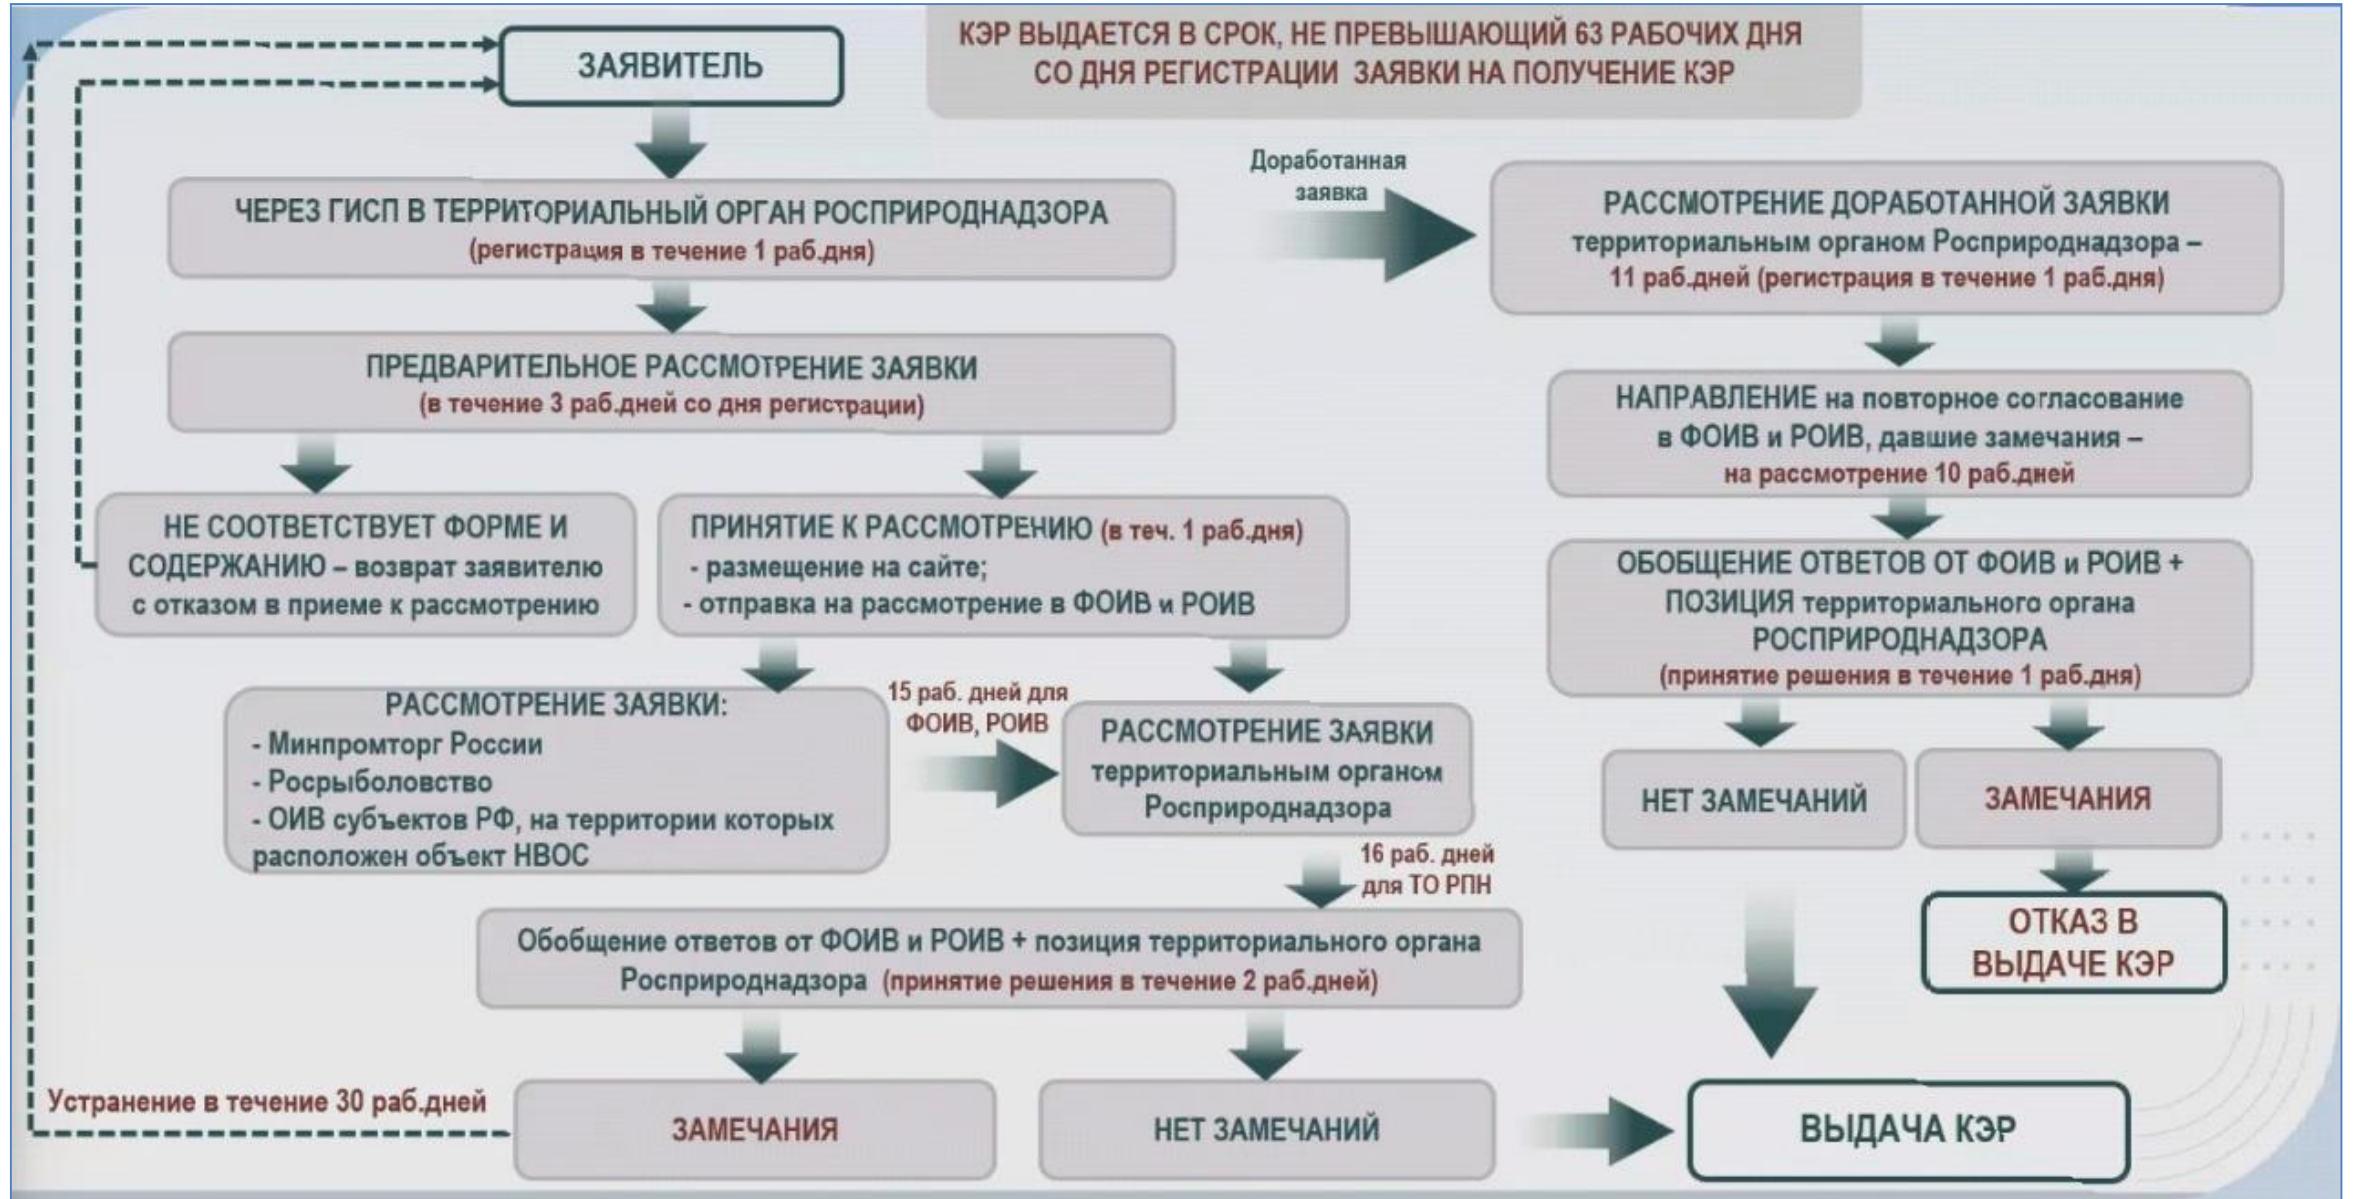 КЭР ВЫДАЕТСЯ В СРОК, НЕ ПРЕВЫШАЮЩИЙ 63 РАБОЧИХ ДНЯ
СО ДНЯ РЕГИСТРАЦИИ ЗАЯВКИ НА ПОЛУЧЕНИЕ КЭР
ЗАЯВИТЕЛЬ
ЧЕРЕЗ ГИСП В ТЕРРИТОРИАЛЬНЫЙ ОРГАН РОСПРИРОДНАДЗОРА
(регистрация в течение 1 раб.дня)
ПРЕДВАРИТЕЛЬНОЕ РАССМОТРЕНИЕ ЗАЯВКИ
(в течение 3 раб.дней со дня регистрации)
НЕ СООТВЕТСТВУЕТ ФОРМЕ И
СОДЕРЖАНИЮ – возврат заявителю
с отказом в приеме к рассмотрению
ПРИНЯТИЕ К РАССМОТРЕНИЮ (в теч. 1 раб.дня)
- размещение на сайте;
- отправка на рассмотрение в ФОИВ и РОИВ
РАССМОТРЕНИЕ ЗАЯВКИ:
- Минпромторг России
- Росрыболовство
- ОИВ субъектов РФ, на территории которых
расположен объект НВОС
15 раб. дней для
ФОИВ, РОИВ
РАССМОТРЕНИЕ ЗАЯВКИ
территориальным органом
Росприроднадзора
16 раб. дней
для ТО РПН
Обобщение ответов от ФОИВ и РОИВ + позиция территориального органа
Росприроднадзора (принятие решения в течение 2 раб.дней)
Устранение в течение 30 раб.дней
ЗАМЕЧАНИЯ
НЕТ ЗАМЕЧАНИЙ
Доработанная
заявка
РАССМОТРЕНИЕ ДОРАБОТАННОЙ ЗАЯВКИ
территориальным органом Росприроднадзора –
11 раб.дней (регистрация в течение 1 раб.дня)
НАПРАВЛЕНИЕ на повторное согласование
в ФОИВ и РОИВ, давшие замечания –
на рассмотрение 10 раб.дней
ОБОБЩЕНИЕ ОТВЕТОВ ОТ ФОИВ и РОИВ +
ПОЗИЦИЯ территориального органа
РОСПРИРОДНАДЗОРА
(принятие решения в течение 1 раб.дня)
НЕТ ЗАМЕЧАНИЙ
ЗАМЕЧАНИЯ
ОТКАЗ В
ВЫДАЧЕ КЭР
ВЫДАЧА КЭР